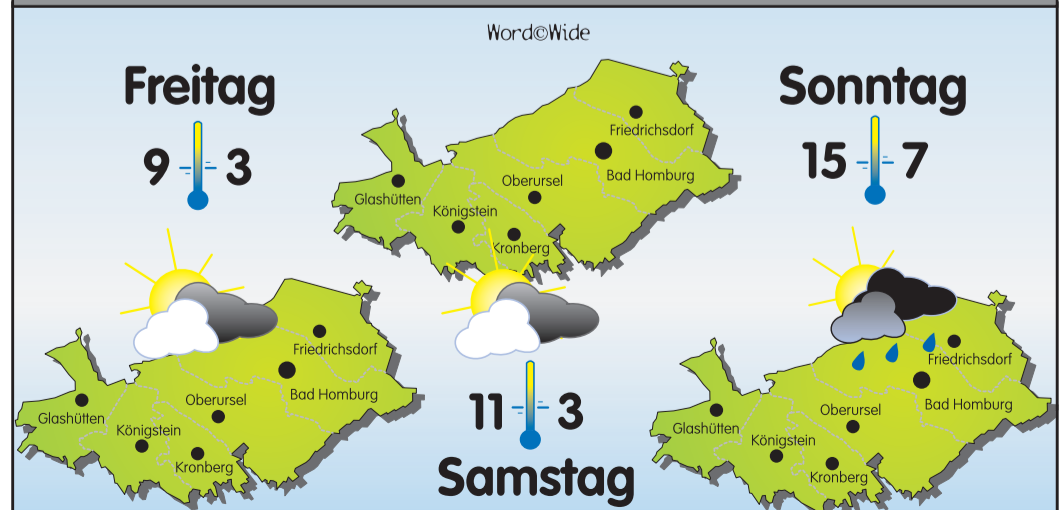 Word©Wide
Freitag
9 3
Friedrichsdorf
Bad Homburg
Oberursel
Glashütten
Königstein
Kronberg
Sonntag
15 7
Friedrichsdorf
Bad Homburg
Oberursel
Glashütten
Königstein
Kronberg
11 3
Samstag
Friedrichsdorf
Bad Homburg
Oberursel
Glashütten
Königstein
Kronberg